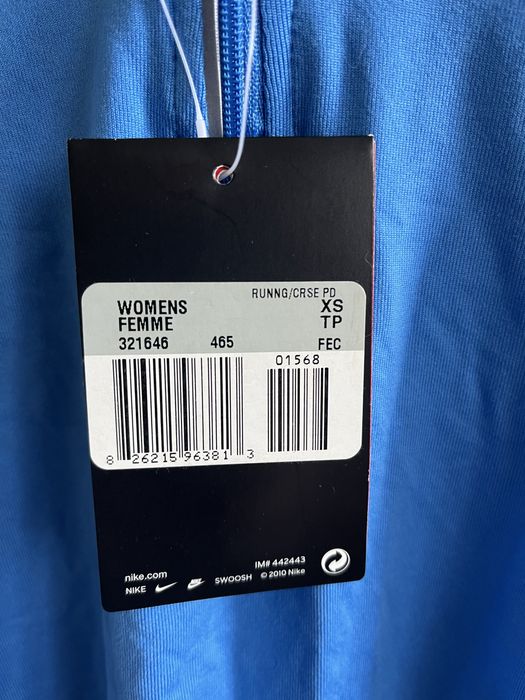 RUNNG/CRSE PD
WOMENS XS
FEMME TP
321646 465 FEC
01568
8 26215 96381 3
nike.com IM# 442443
NIKE SWOOSH © 2010 Nike